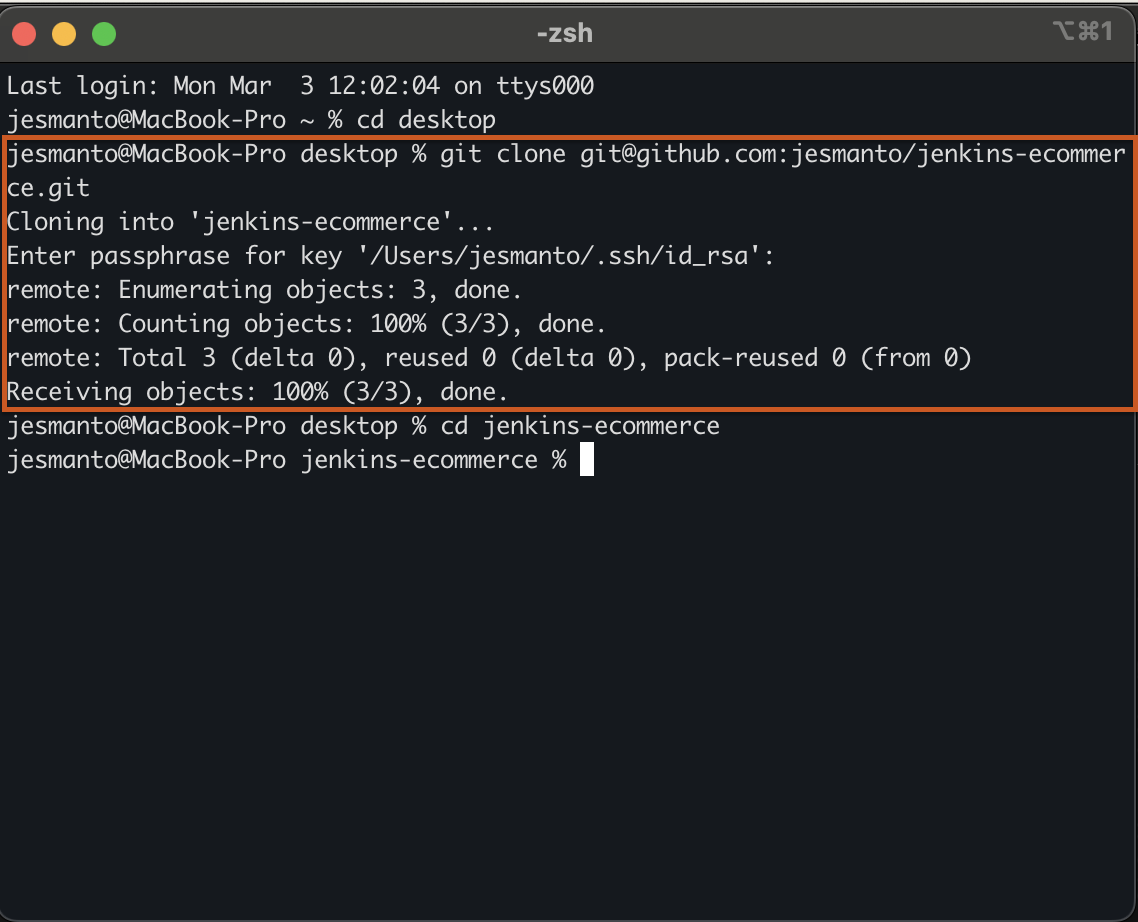 -zsh
⌥⌘1
Last login: Mon Mar  3 12:02:04 on ttys000
jesmanto@MacBook-Pro ~ % cd desktop
jesmanto@MacBook-Pro desktop % git clone git@github.com:jesmanto/jenkins-ecommer
ce.git
Cloning into 'jenkins-ecommerce'...
Enter passphrase for key '/Users/jesmanto/.ssh/id_rsa':
remote: Enumerating objects: 3, done.
remote: Counting objects: 100% (3/3), done.
remote: Total 3 (delta 0), reused 0 (delta 0), pack-reused 0 (from 0)
Receiving objects: 100% (3/3), done.
jesmanto@MacBook-Pro desktop % cd jenkins-ecommerce
jesmanto@MacBook-Pro jenkins-ecommerce %